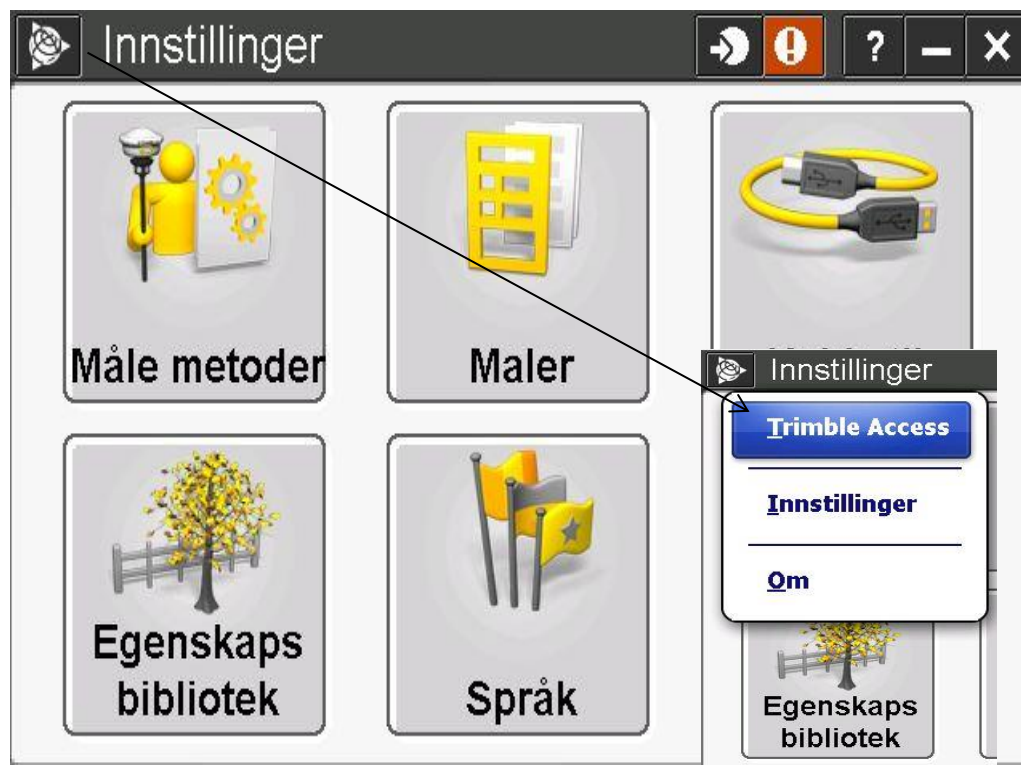 Innstillinger
?
Måle metoder
Maler
Egenskaps
bibliotek
Språk
Innstillinger
Trimble Access
Innstillinger
Om
Egenskaps
bibliotek